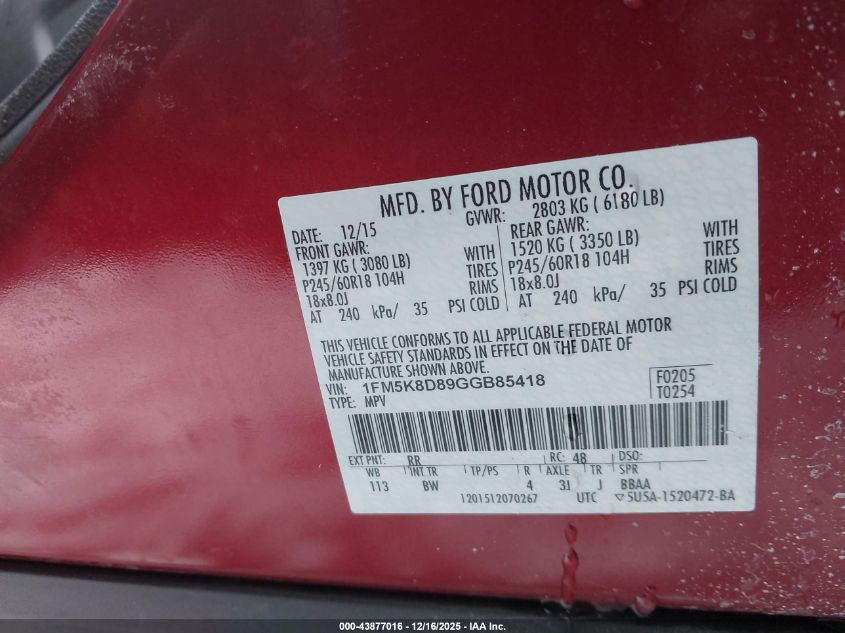 MFD. BY FORD MOTOR CO.
DATE: 12/15 GVWR: 2803 KG ( 6180 LB)
FRONT GAWR: REAR GAWR:
1397 KG ( 3080 LB) WITH 1520 KG ( 3350 LB) WITH
P245/60R18 104H TIRES P245/60R18 104H TIRES
18x8.0J RIMS 18x8.0J RIMS
AT 240 kPa/ 35 PSI COLD AT 240 kPa/ 35 PSI COLD
THIS VEHICLE CONFORMS TO ALL APPLICABLE FEDERAL MOTOR
VEHICLE SAFETY STANDARDS IN EFFECT ON THE DATE OF
MANUFACTURE SHOWN ABOVE.
VIN: 1FM5K8D89GGB85418 F0205
TYPE: MPV T0254
EXT PNT: RR RC: 48 DSO:
WB INT TR TP/PS R AXLE TR SPR
113 BW 4 3J J BBAA
1201512070267 UTC ▽5U5A-1520472-BA
000-43877016 - 12/16/2025 - IAA Inc.